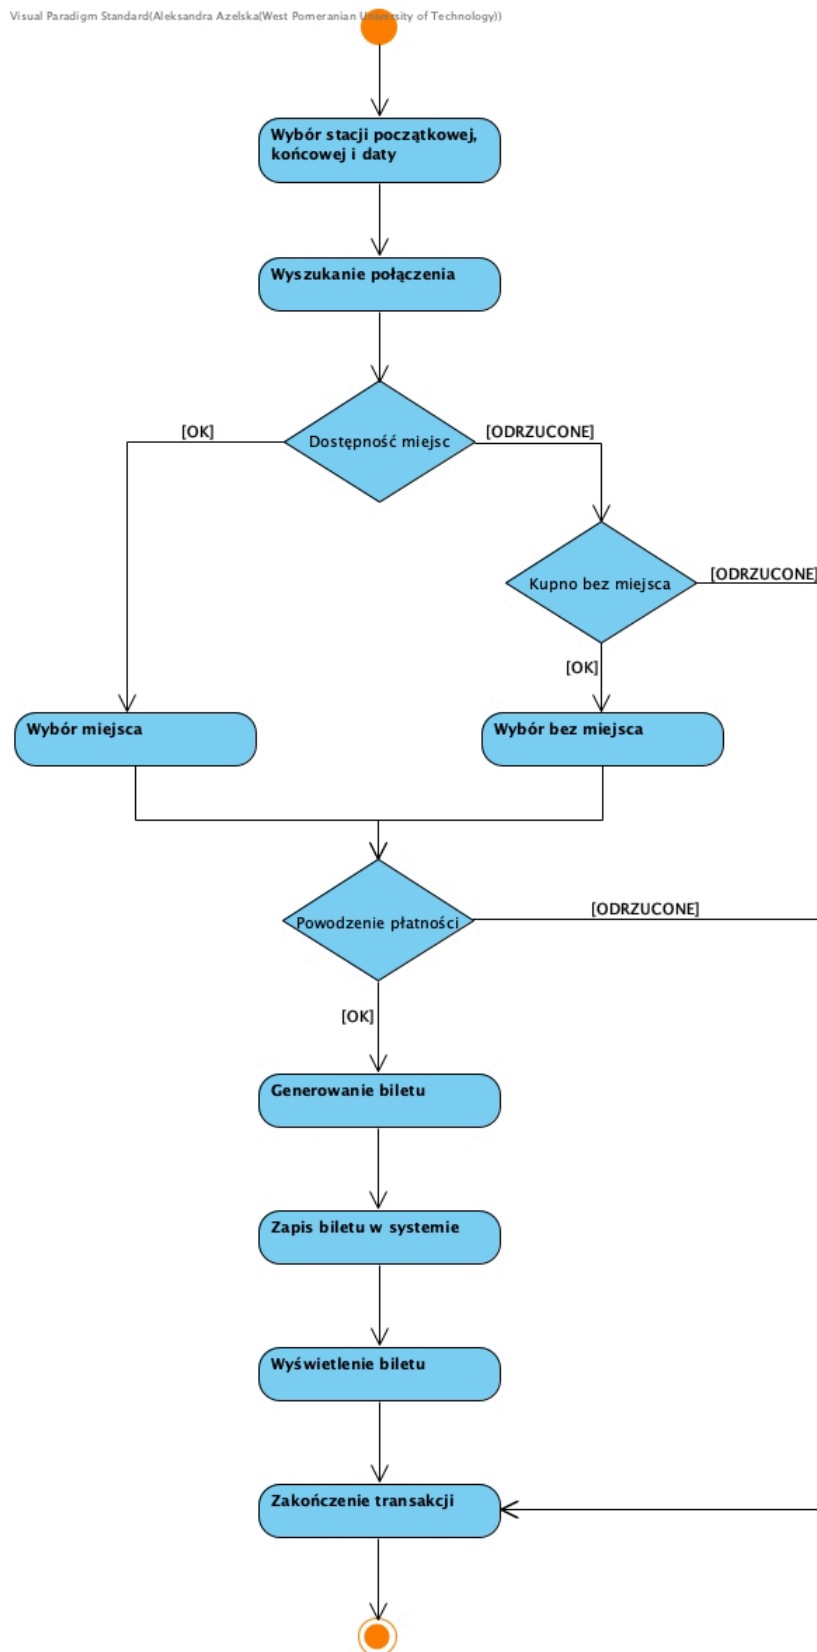 Visual Paradigm Standard(Aleksandra Azelska(West Pomeranian University of Technology))
Wybór stacji początkowej,
końcowej i daty
Wyszukanie połączenia
[OK]
Dostępność miejsc
[ODRZUCONE]
Kupno bez miejsca
[ODRZUCONE]
[OK]
Wybór miejsca
Wybór bez miejsca
Powodzenie płatności
[ODRZUCONE]
[OK]
Generowanie biletu
Zapis biletu w systemie
Wyświetlenie biletu
Zakończenie transakcji